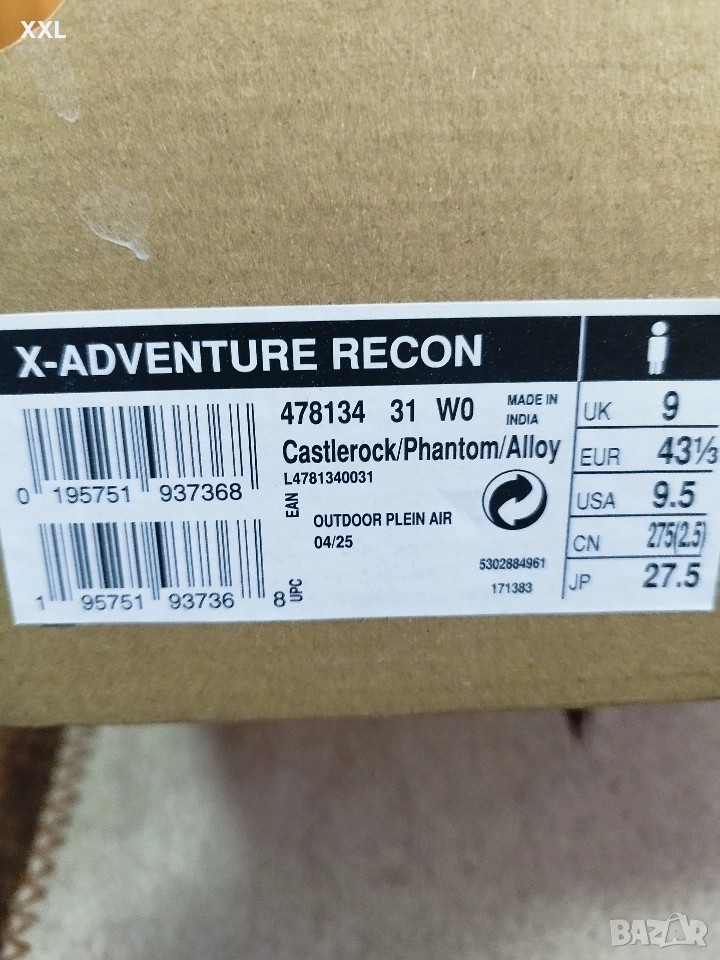 XXL
X-ADVENTURE RECON
478134 31 W0 MADE IN INDIA
Castlerock/Phantom/Alloy
L4781340031
0 195751 937368 EAN
OUTDOOR PLEIN AIR
04/25
5302884961
171383
1 95751 93736 8 UPC
UK 9
EUR 43⅓
USA 9.5
CN 275(2.5)
JP 27.5
BAZAR